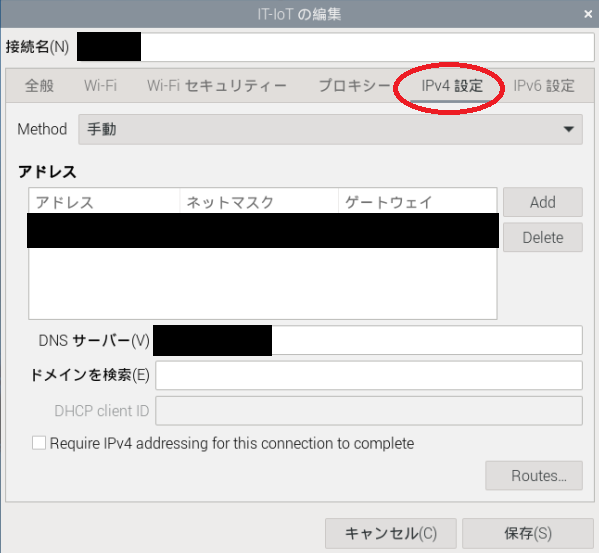 IT-IoT の編集 ×
接続名(N)
全般 Wi-Fi Wi-Fi セキュリティー プロキシー IPv4 設定 IPv6 設定
Method 手動
アドレス
アドレス ネットマスク ゲートウェイ Add
Delete
DNS サーバー(V)
ドメインを検索(E)
DHCP client ID
Require IPv4 addressing for this connection to complete
Routes...
キャンセル(C) 保存(S)